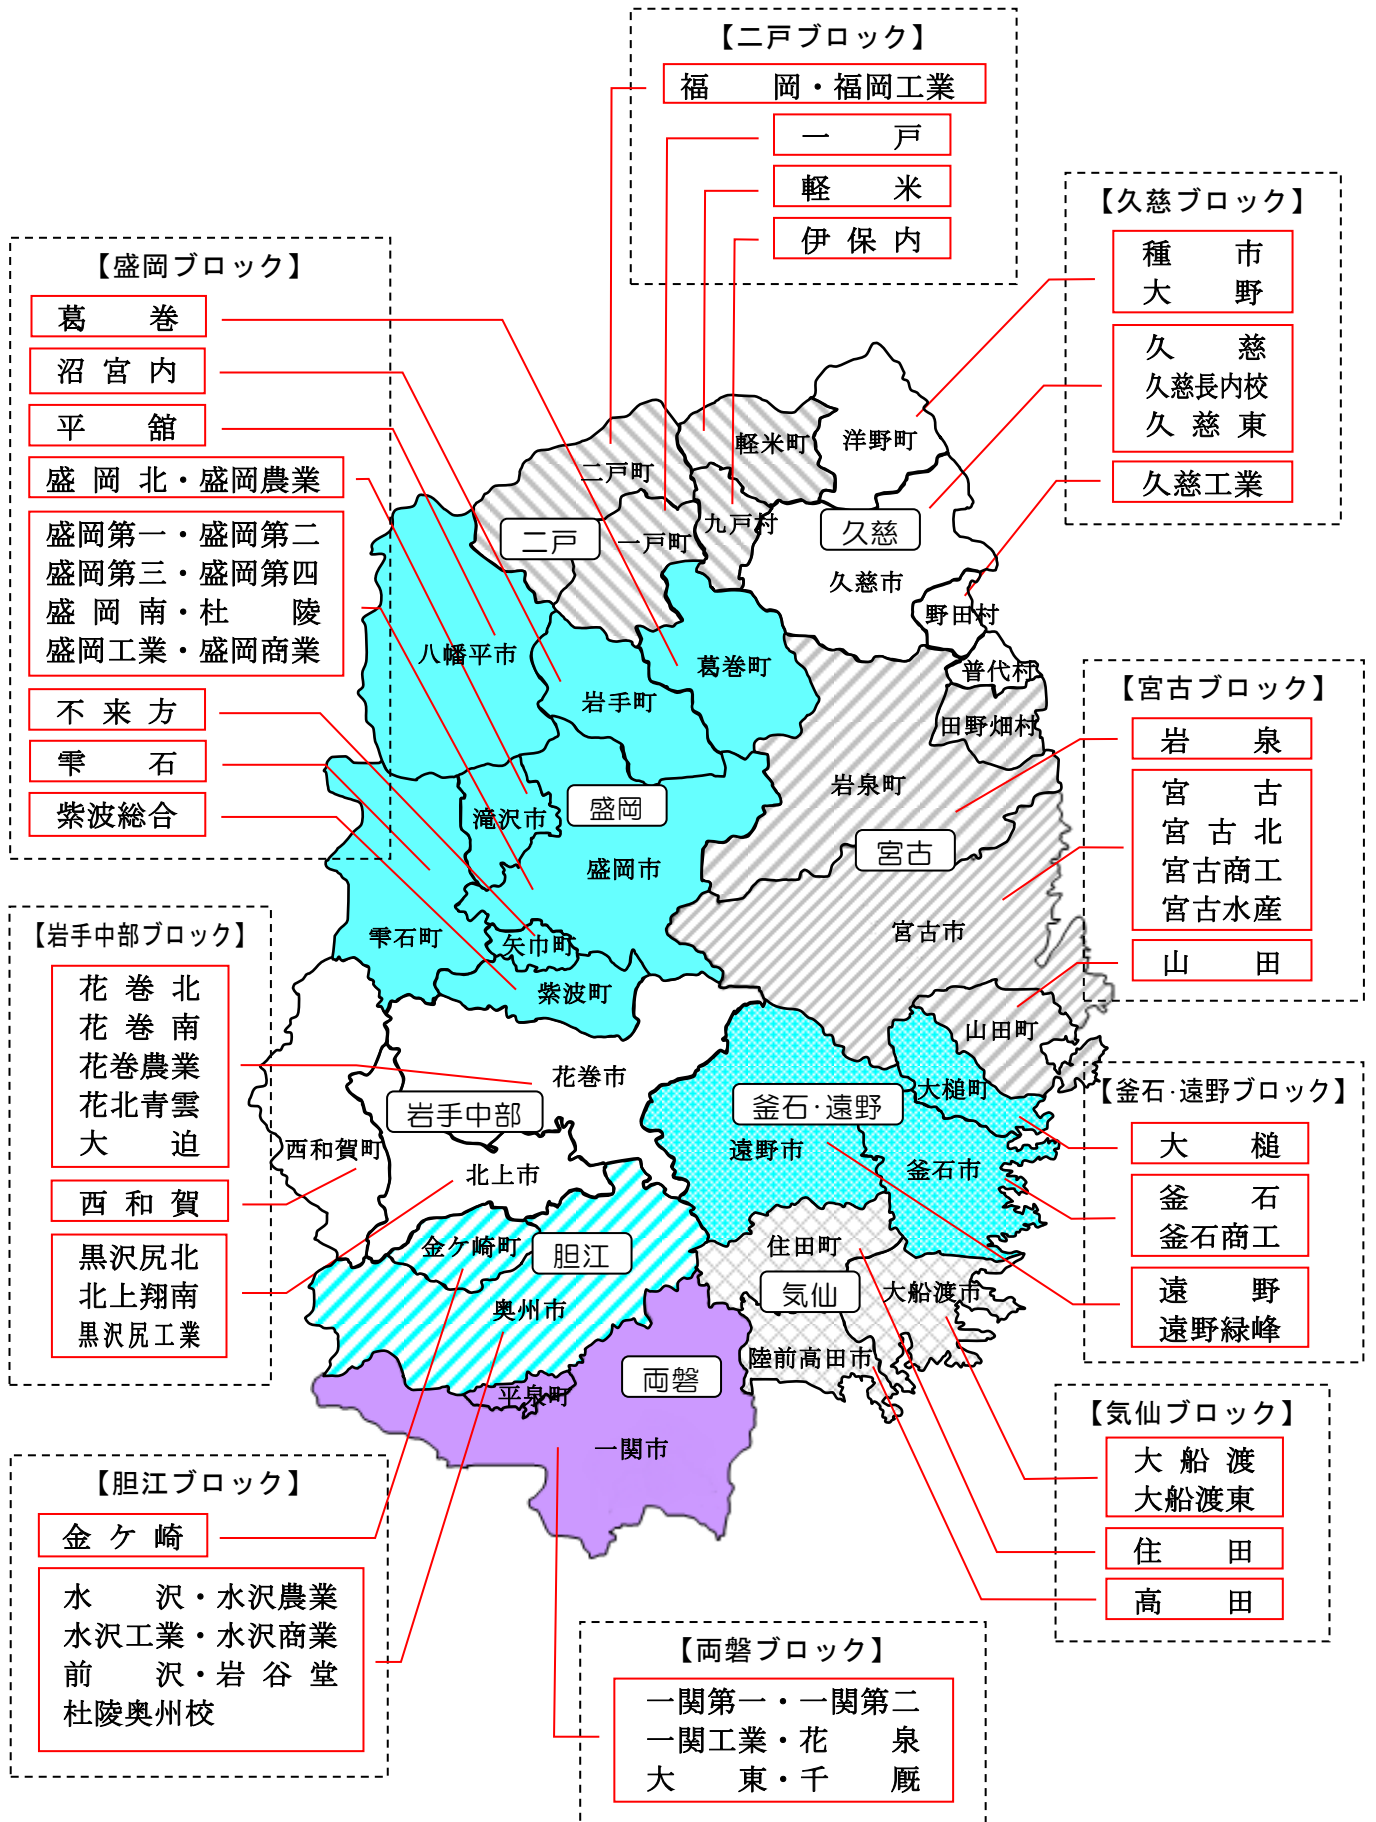 【二戸ブロック】
福　岡・福岡工業
一　戸
軽　米
伊保内
【久慈ブロック】
種　市
大　野
久　慈
久慈長内校
久慈東
久慈工業
【盛岡ブロック】
葛　巻
沼宮内
平　舘
盛岡北・盛岡農業
盛岡第一・盛岡第二
盛岡第三・盛岡第四
盛岡南・杜　陵
盛岡工業・盛岡商業
不来方
雫　石
紫波総合
【宮古ブロック】
岩　泉
宮　古
宮古北
宮古商工
宮古水産
山　田
【岩手中部ブロック】
花巻北
花巻南
花巻農業
花北青雲
大　迫
西和賀
黒沢尻北
北上翔南
黒沢尻工業
【釜石・遠野ブロック】
大　槌
釜　石
釜石商工
遠　野
遠野緑峰
【気仙ブロック】
大船渡
大船渡東
住　田
高　田
【胆江ブロック】
金ケ崎
水　沢・水沢農業
水沢工業・水沢商業
前　沢・岩谷堂
杜陵奥州校
【両磐ブロック】
一関第一・一関第二
一関工業・花　泉
大　東・千　厩
洋野町
軽米町
二戸町
九戸村
一戸町
二戸
久慈
久慈市
野田村
普代村
田野畑村
八幡平市
葛巻町
岩手町
岩泉町
滝沢市
盛岡
盛岡市
宮古
宮古市
雫石町
矢巾町
紫波町
山田町
花巻市
岩手中部
釜石・遠野
大槌町
遠野市
釜石市
西和賀町
北上市
金ケ崎町
胆江
奥州市
住田町
気仙
大船渡市
陸前高田市
両磐
平泉町
一関市